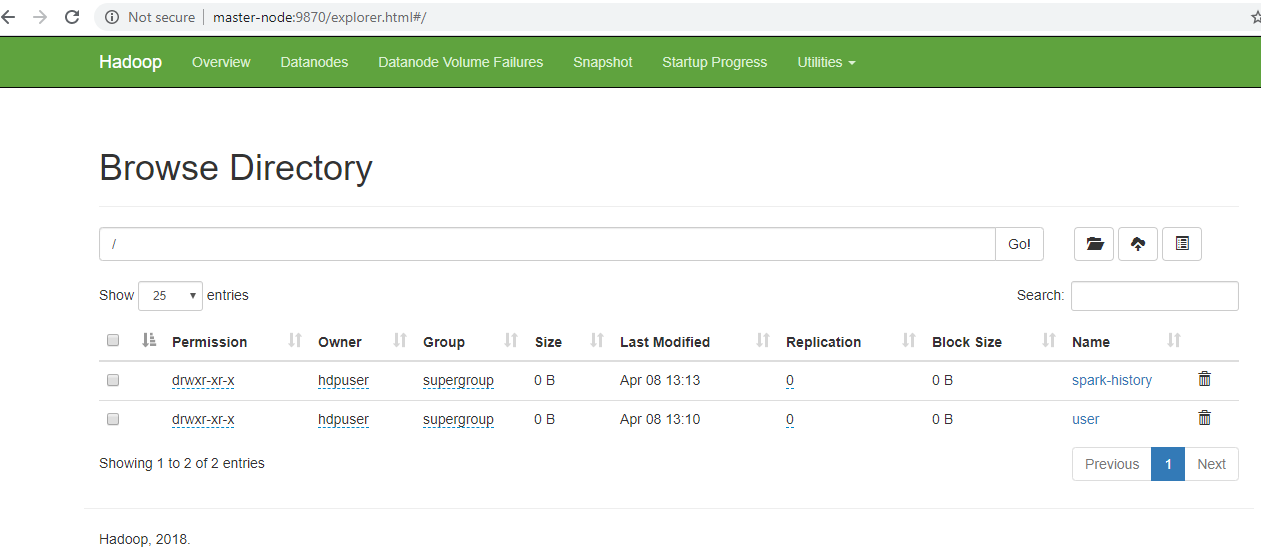 Not secure master-node:9870/explorer.html#/
Hadoop Overview Datanodes Datanode Volume Failures Snapshot Startup Progress Utilities
Browse Directory
/ Go!
Show 25 entries Search:
Permission Owner Group Size Last Modified Replication Block Size Name
drwxr-xr-x hdpuser supergroup 0 B Apr 08 13:13 0 0 B spark-history
drwxr-xr-x hdpuser supergroup 0 B Apr 08 13:10 0 0 B user
Showing 1 to 2 of 2 entries Previous 1 Next
Hadoop, 2018.